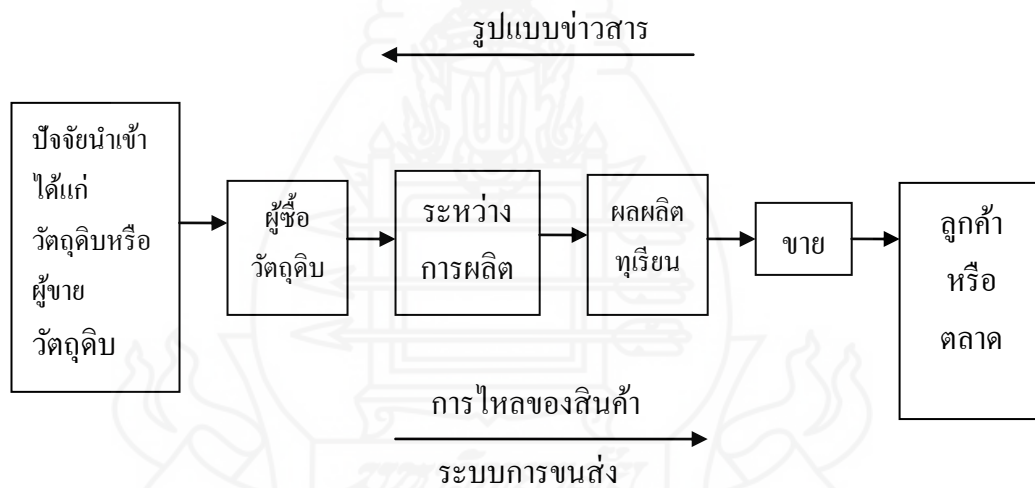 รูปแบบข่าวสาร
ปัจจัยนำเข้า
ได้แก่
วัตถุดิบหรือ
ผู้ขาย
วัตถุดิบ
ผู้ซื้อ
วัตถุดิบ
ระหว่าง
การผลิต
ผลผลิต
ทุเรียน
ขาย
ลูกค้า
หรือ
ตลาด
การไหลของสินค้า
ระบบการขนส่ง